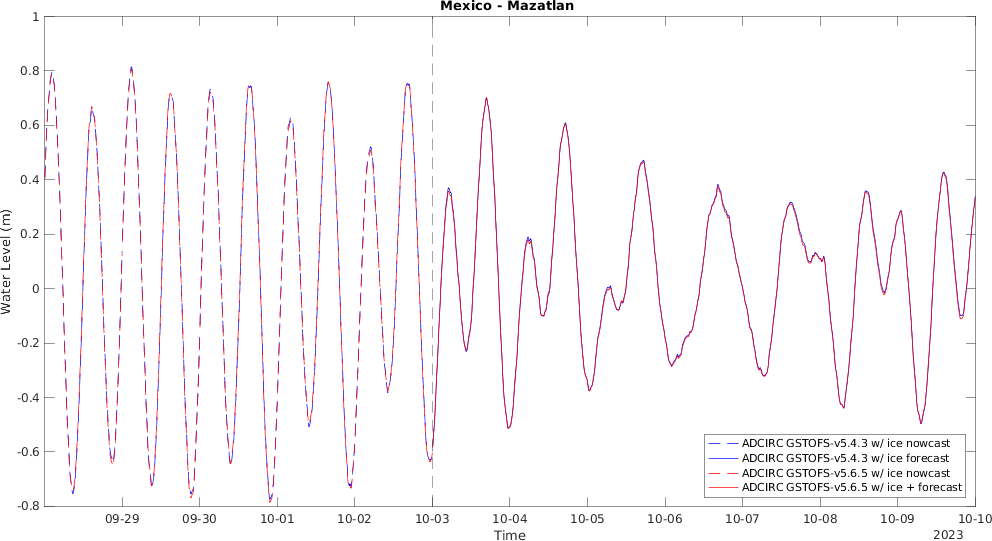 Mexico - Mazatlan
1
0.8
0.6
0.4
0.2
0
-0.2
-0.4
-0.6
-0.8
Water Level (m)
ADCIRC GSTOFS-v5.4.3 w/ ice nowcast
ADCIRC GSTOFS-v5.4.3 w/ ice forecast
ADCIRC GSTOFS-v5.6.5 w/ ice nowcast
ADCIRC GSTOFS-v5.6.5 w/ ice + forecast
09-29 09-30 10-01 10-02 10-03 10-04 10-05 10-06 10-07 10-08 10-09 10-10
Time
2023